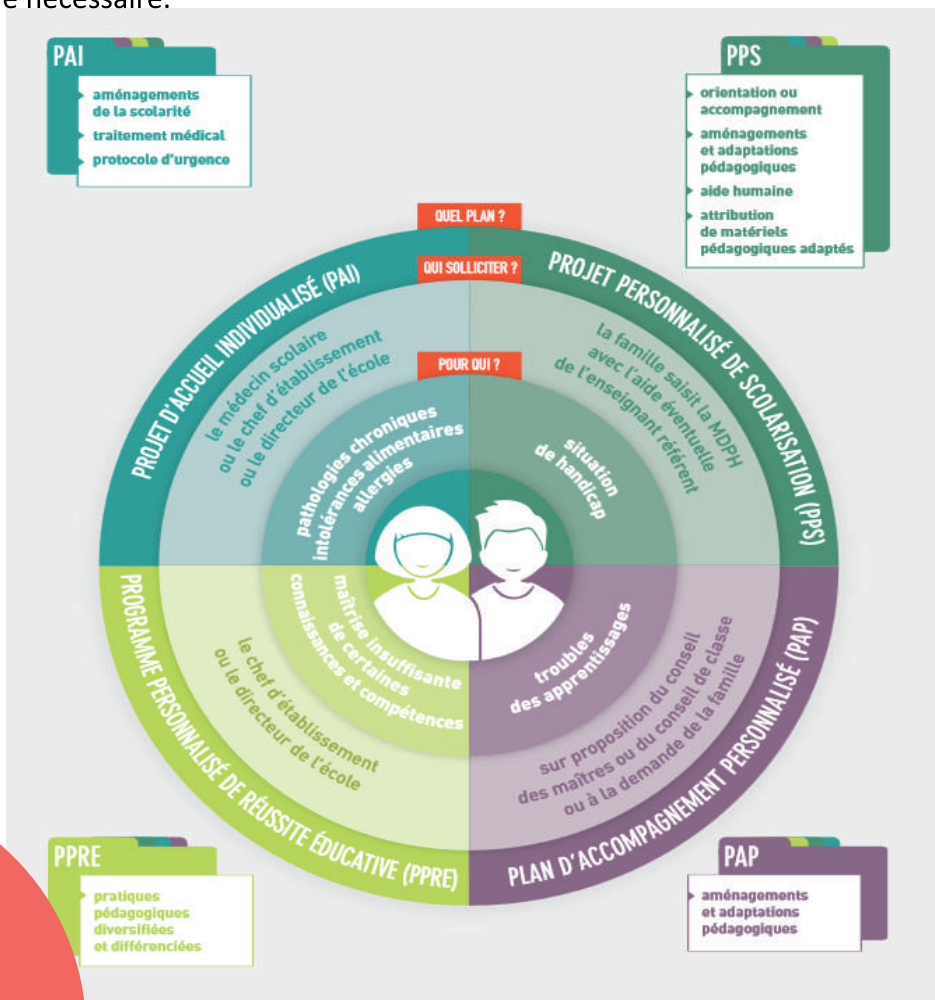 e nécessaire.
PAI
aménagements
de la scolarité
traitement médical
protocole d'urgence
PPS
orientation ou
accompagnement
aménagements
et adaptations
pédagogiques
aide humaine
attribution
de matériels
pédagogiques adaptés
QUEL PLAN ?
QUI SOLLICITER ?
POUR QUI ?
PROJET D'ACCUEIL INDIVIDUALISÉ (PAI)
le médecin scolaire
ou le chef d'établissement
ou le directeur de l'école
pathologies chroniques
intolérances alimentaires
allergies
PROJET PERSONNALISÉ DE SCOLARISATION (PPS)
la famille saisit la MDPH
avec l'aide éventuelle
de l'enseignant référent
situation
de handicap
PROGRAMME PERSONNALISÉ DE RÉUSSITE ÉDUCATIVE (PPRE)
le chef d'établissement
ou le directeur de l'école
maîtrise insuffisante
de certaines
connaissances et compétences
PLAN D'ACCOMPAGNEMENT PERSONNALISÉ (PAP)
sur proposition du conseil
des maîtres ou du conseil de classe
ou à la demande de la famille
troubles
des apprentissages
PPRE
pratiques
pédagogiques
diversifiées
et différenciées
PAP
aménagements
et adaptations
pédagogiques